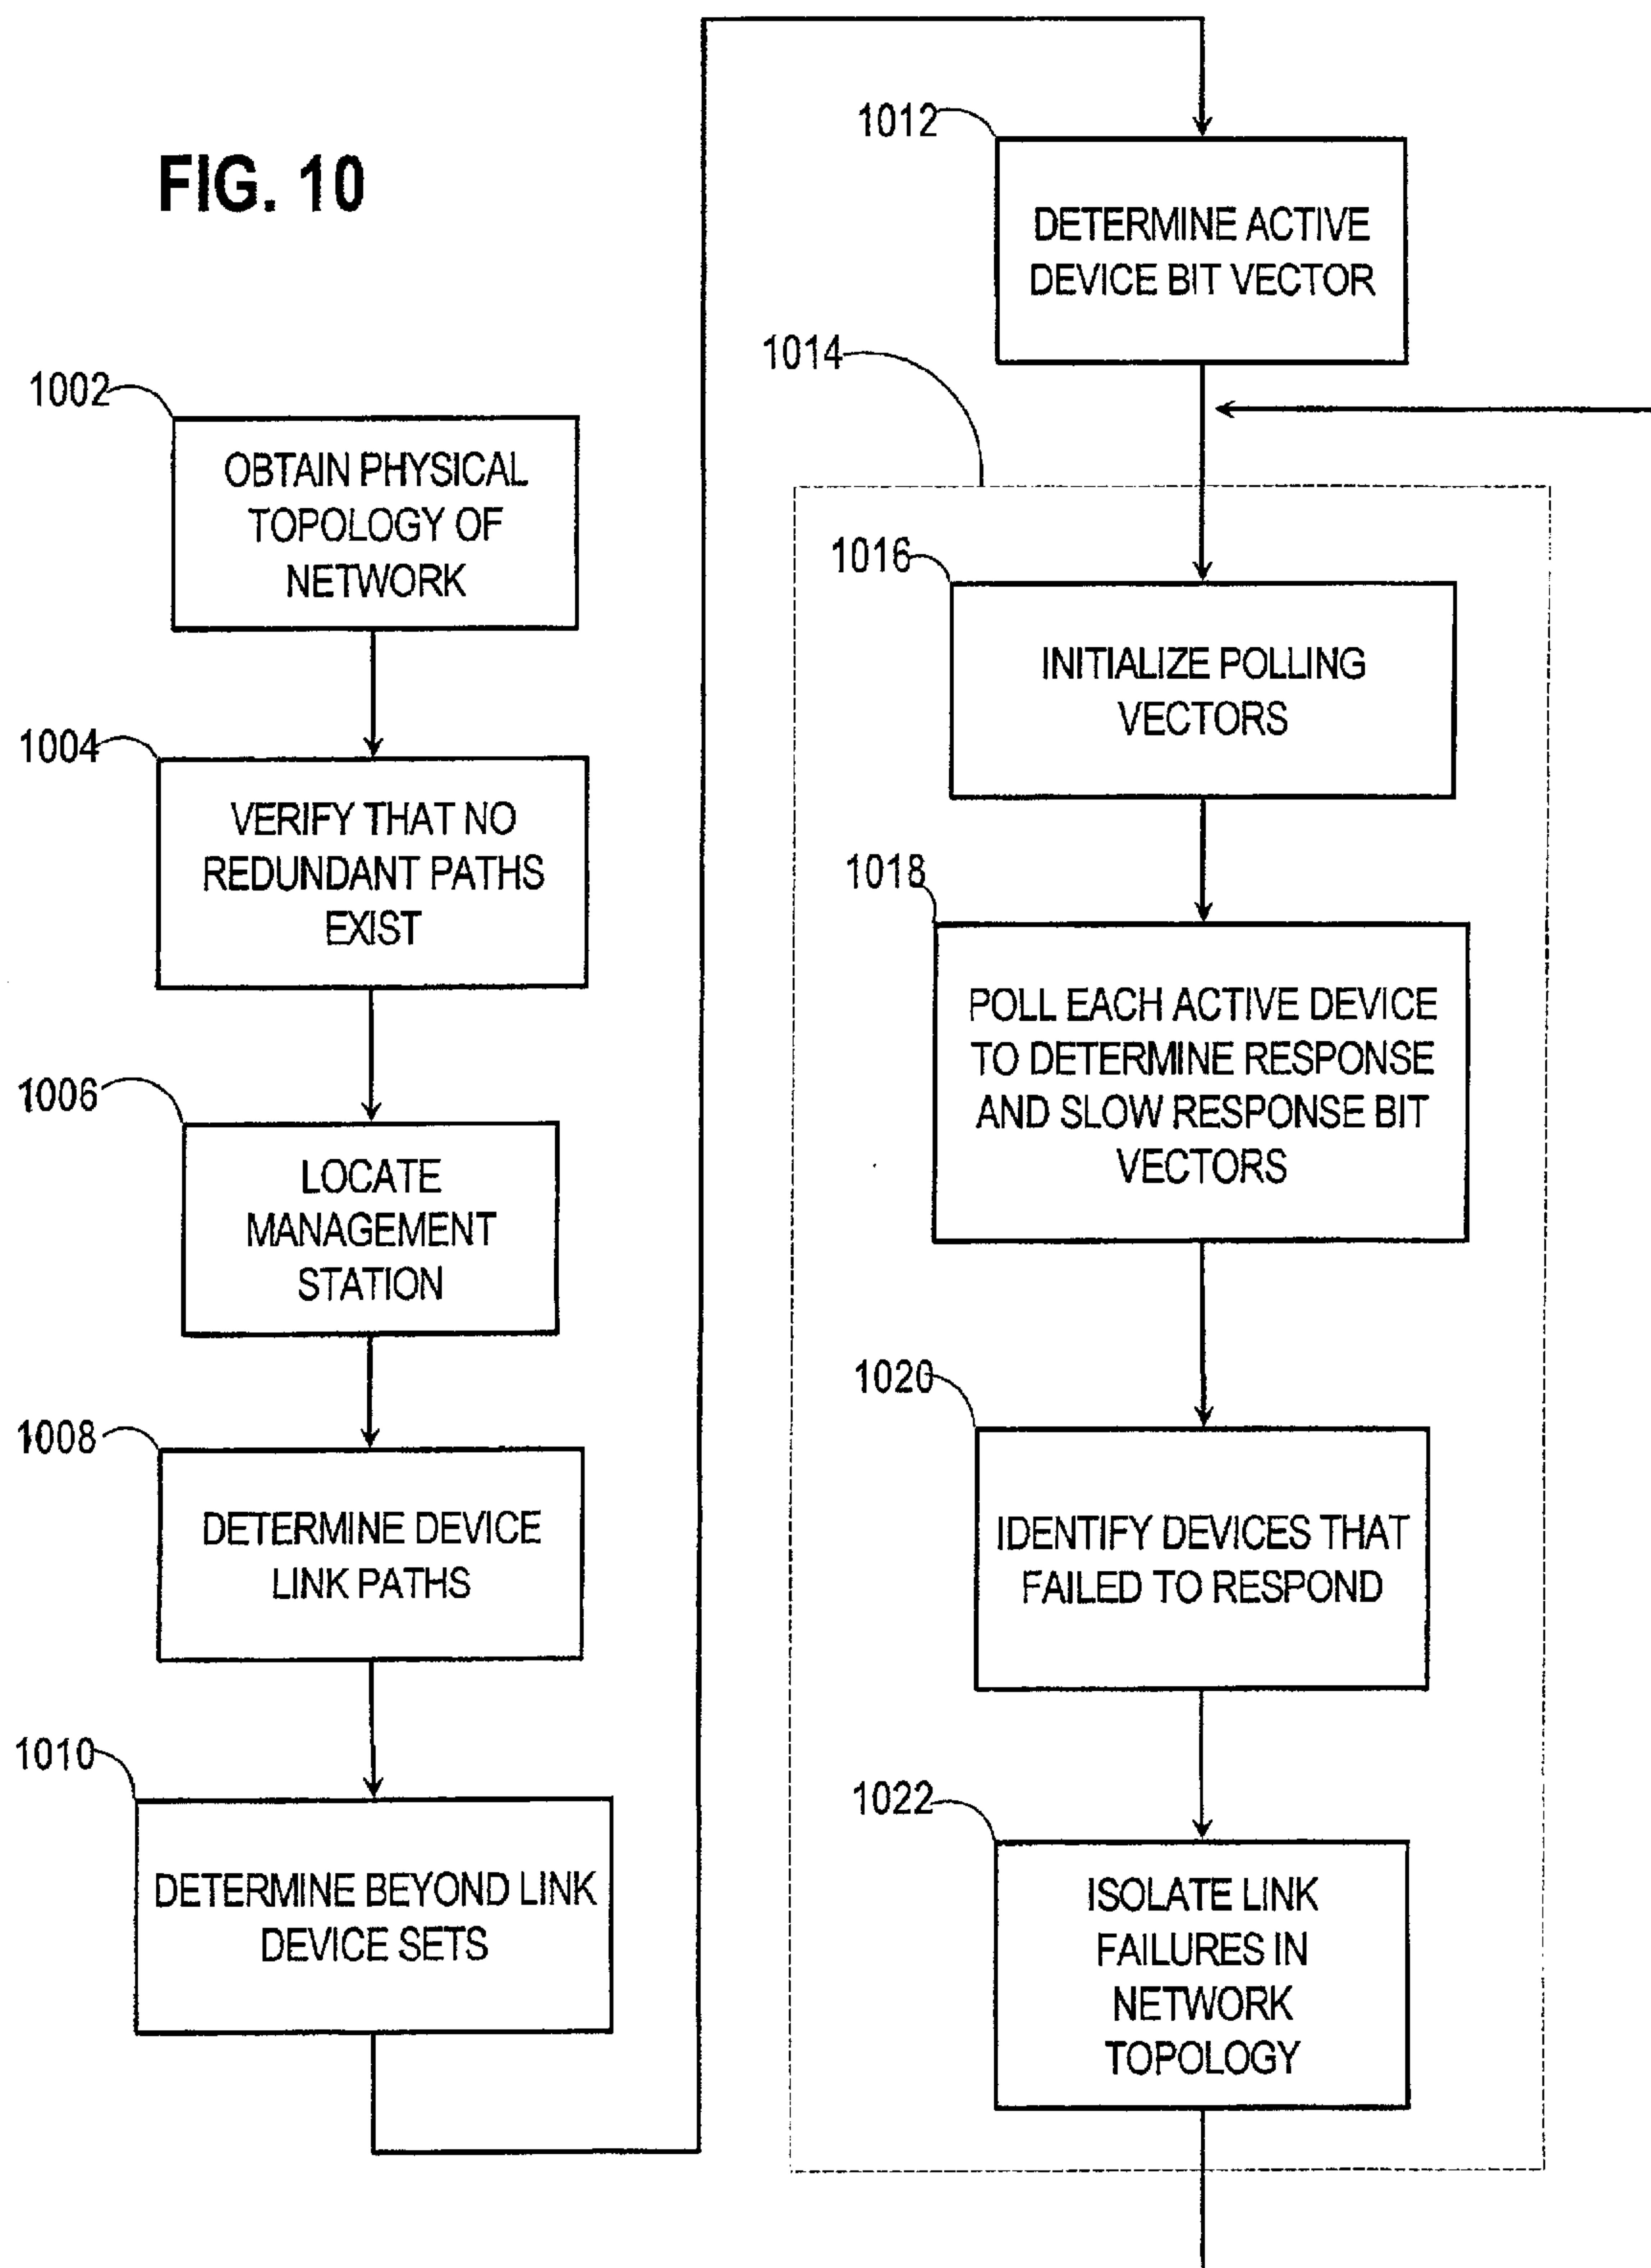 FIG. 10
1002
OBTAIN PHYSICAL
TOPOLOGY OF
NETWORK
1004
VERIFY THAT NO
REDUNDANT PATHS
EXIST
1006
LOCATE
MANAGEMENT
STATION
1008
DETERMINE DEVICE
LINK PATHS
1010
DETERMINE BEYOND LINK
DEVICE SETS
1012
DETERMINE ACTIVE
DEVICE BIT VECTOR
1014
1016
INITIALIZE POLLING
VECTORS
1018
POLL EACH ACTIVE DEVICE
TO DETERMINE RESPONSE
AND SLOW RESPONSE BIT
VECTORS
1020
IDENTIFY DEVICES THAT
FAILED TO RESPOND
1022
ISOLATE LINK
FAILURES IN
NETWORK
TOPOLOGY